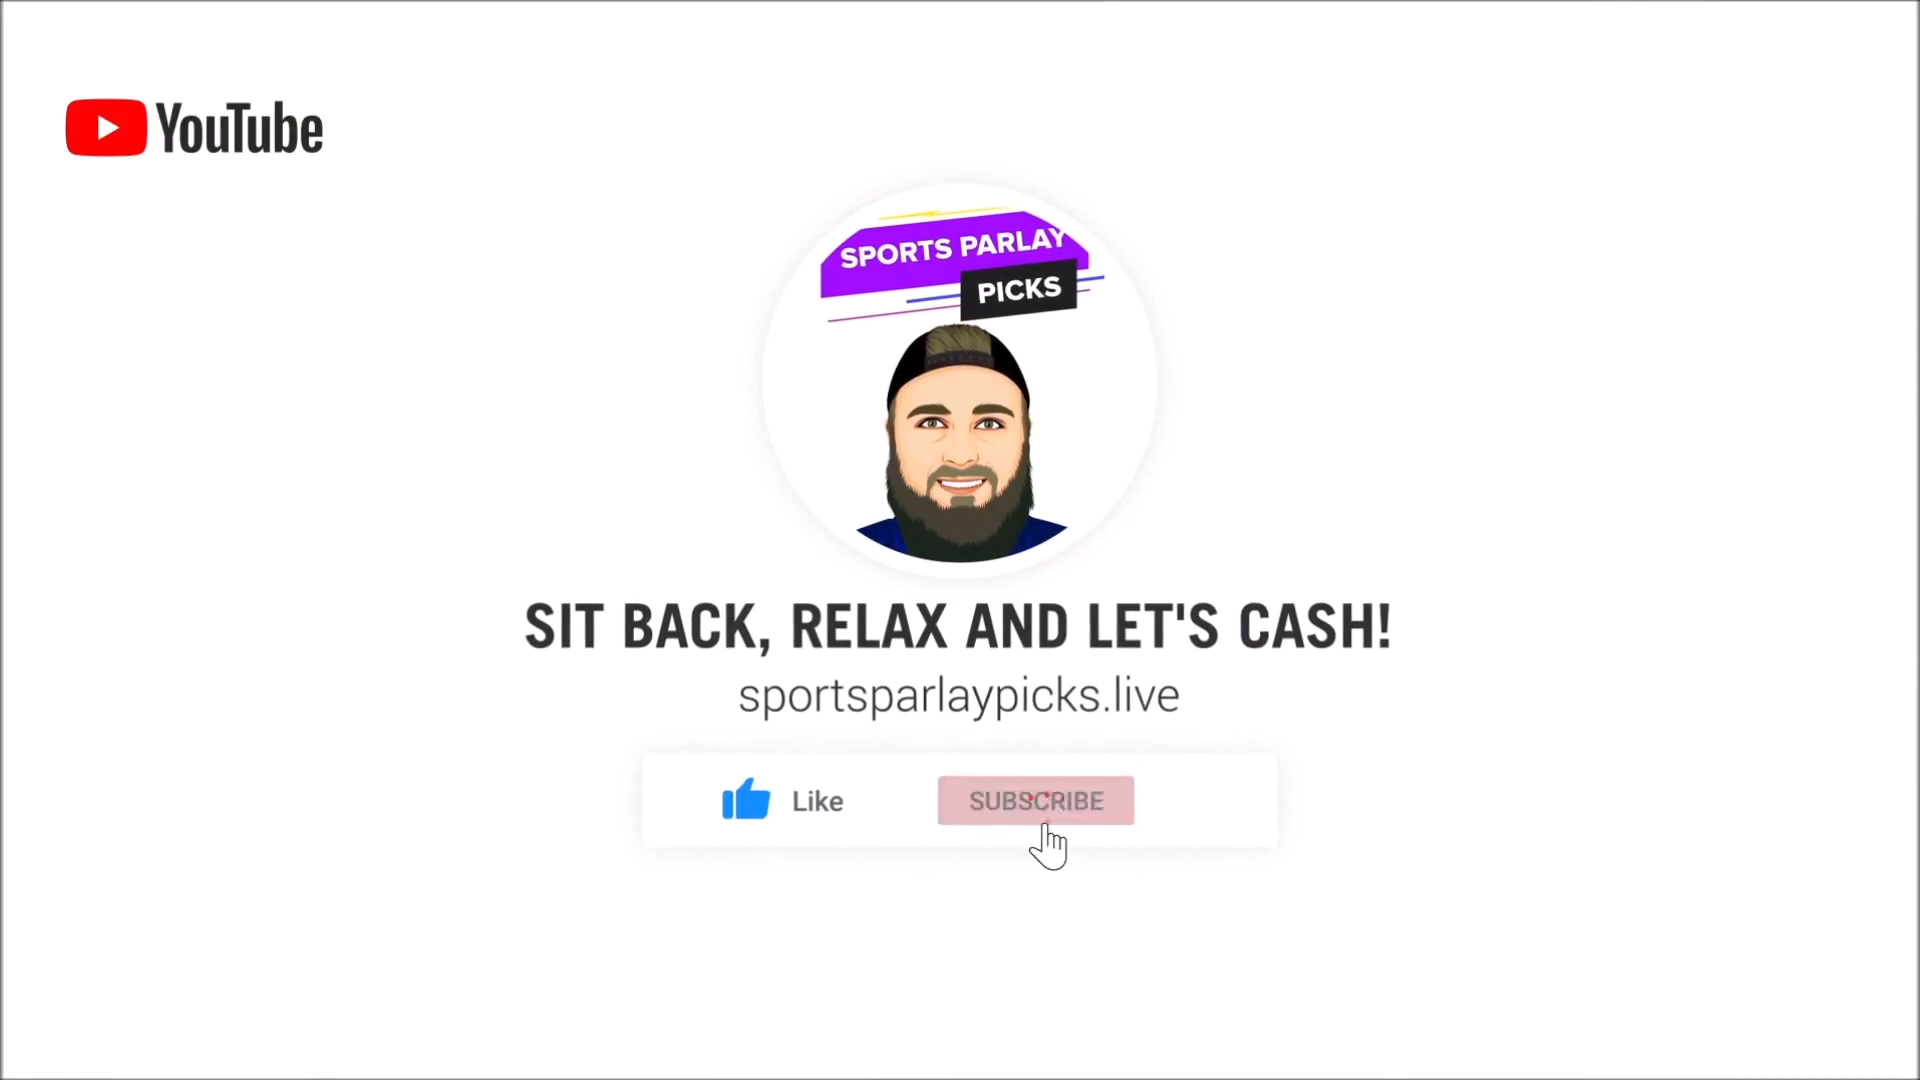 YouTube
SPORTS PARLAY
PICKS
SIT BACK, RELAX AND LET'S CASH!
sportsparlaypicks.live
Like
SUBSCRIBE